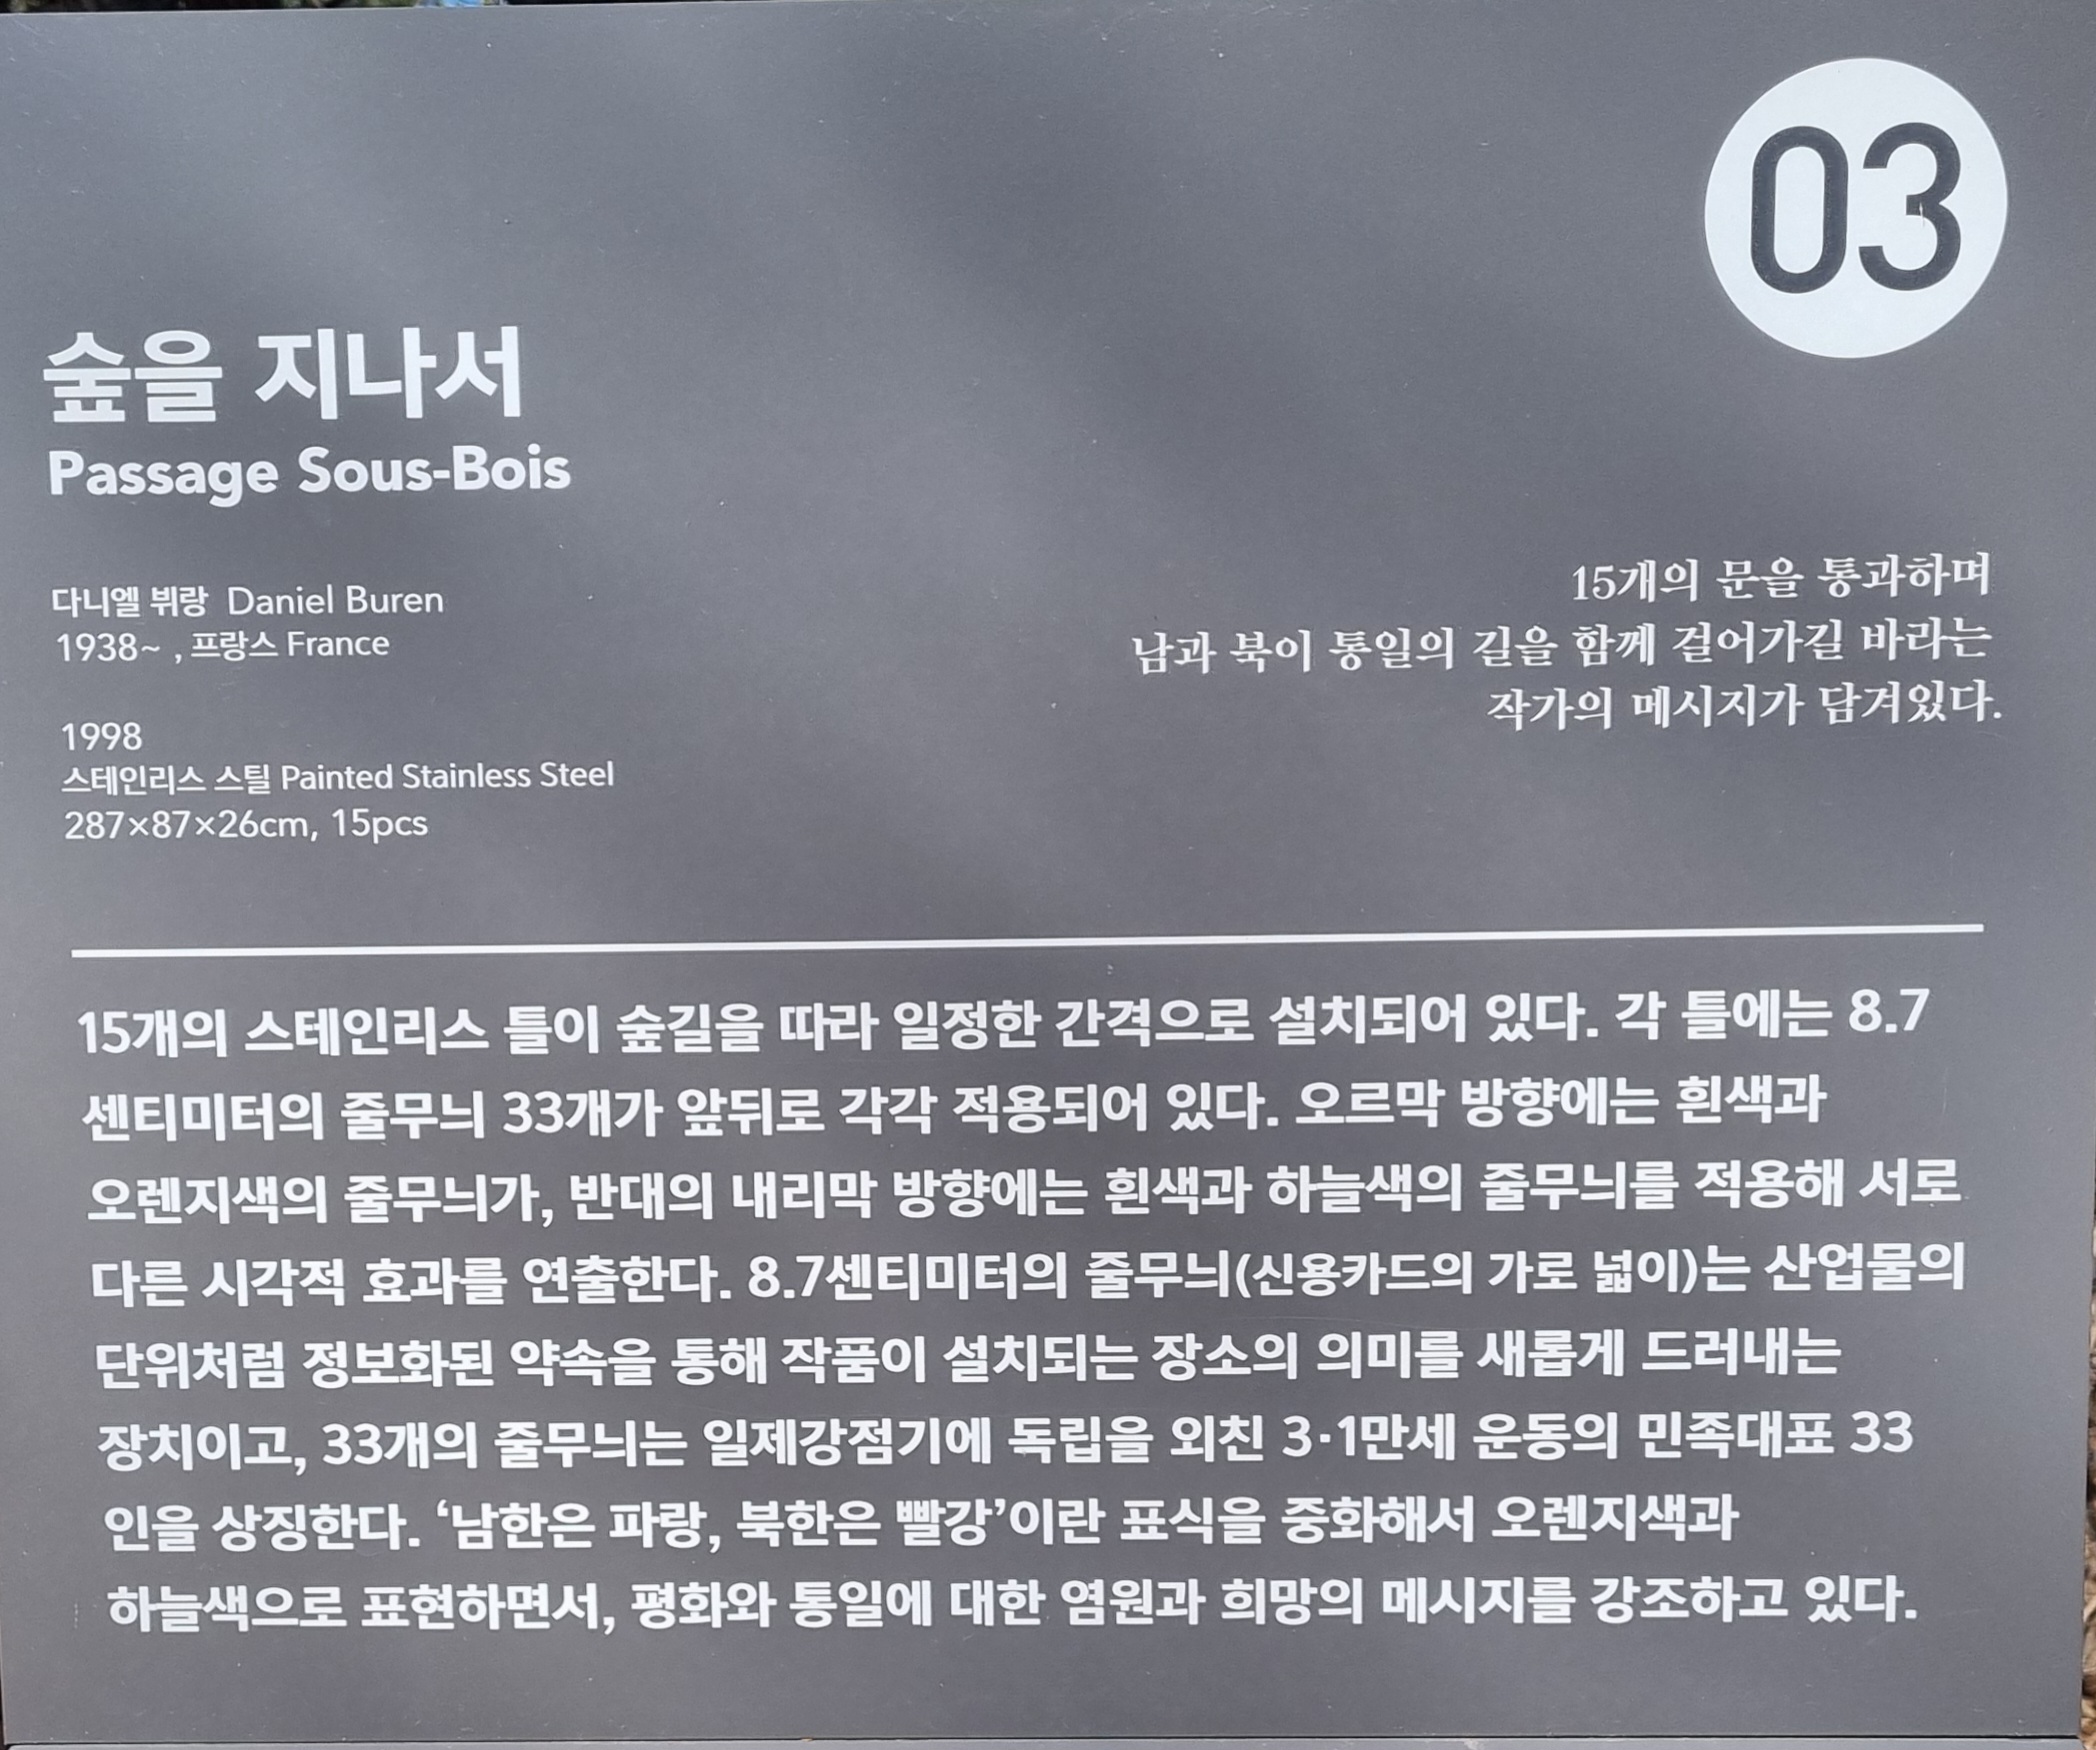 03
숲을 지나서
Passage Sous-Bois
다니엘 뷔랑 Daniel Buren
1938~ , 프랑스 France
1998
스테인리스 스틸 Painted Stainless Steel
287×87×26cm, 15pcs
15개의 문을 통과하며
남과 북이 통일의 길을 함께 걸어가길 바라는
작가의 메시지가 담겨있다.
15개의 스테인리스 틀이 숲길을 따라 일정한 간격으로 설치되어 있다. 각 틀에는 8.7
센티미터의 줄무늬 33개가 앞뒤로 각각 적용되어 있다. 오르막 방향에는 흰색과
오렌지색의 줄무늬가, 반대의 내리막 방향에는 흰색과 하늘색의 줄무늬를 적용해 서로
다른 시각적 효과를 연출한다. 8.7센티미터의 줄무늬(신용카드의 가로 넓이)는 산업물의
단위처럼 정보화된 약속을 통해 작품이 설치되는 장소의 의미를 새롭게 드러내는
장치이고, 33개의 줄무늬는 일제강점기에 독립을 외친 3·1만세 운동의 민족대표 33
인을 상징한다. ‘남한은 파랑, 북한은 빨강’이란 표식을 중화해서 오렌지색과
하늘색으로 표현하면서, 평화와 통일에 대한 염원과 희망의 메시지를 강조하고 있다.